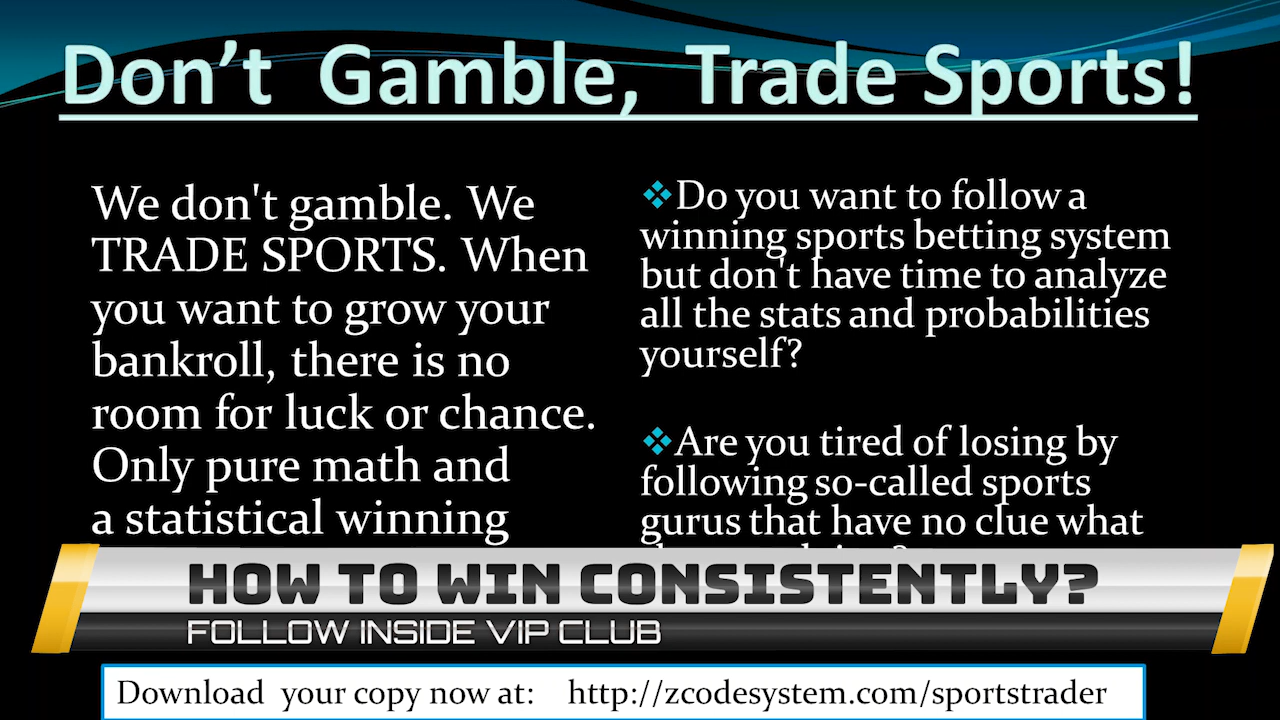 Don't Gamble, Trade Sports!
We don't gamble. We
TRADE SPORTS. When
you want to grow your
bankroll, there is no
room for luck or chance.
Only pure math and
a statistical winning
❖Do you want to follow a
winning sports betting system
but don't have time to analyze
all the stats and probabilities
yourself?
❖Are you tired of losing by
following so-called sports
gurus that have no clue what
HOW TO WIN CONSISTENTLY?
FOLLOW INSIDE VIP CLUB
Download your copy now at: http://zcodesystem.com/sportstrader